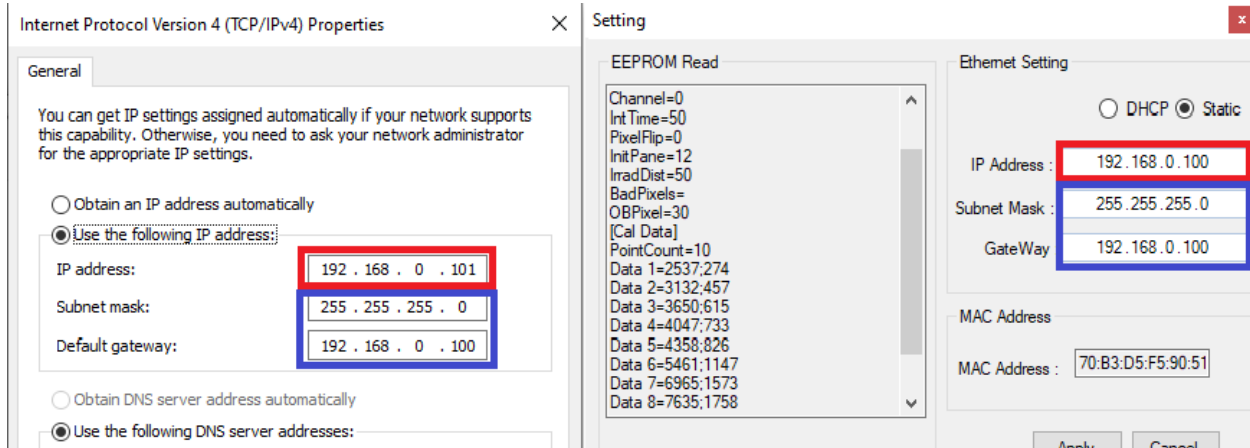 Internet Protocol Version 4 (TCP/IPv4) Properties
General
You can get IP settings assigned automatically if your network supports
this capability. Otherwise, you need to ask your network administrator
for the appropriate IP settings.
Obtain an IP address automatically
Use the following IP address:
IP address: 192 . 168 . 0 . 101
Subnet mask: 255 . 255 . 255 . 0
Default gateway: 192 . 168 . 0 . 100
Obtain DNS server address automatically
Use the following DNS server addresses:
Setting
x
EEPROM Read
Channel=0
IntTime=50
PixelFlip=0
InitPane=12
IrradDist=50
BadPixels=
OBPixel=30
[Cal Data]
PointCount=10
Data 1=2537;274
Data 2=3132;457
Data 3=3650;615
Data 4=4047;733
Data 5=4358;826
Data 6=5461;1147
Data 7=6965;1573
Data 8=7635;1758
Ethernet Setting
DHCP Static
IP Address : 192.168.0.100
Subnet Mask : 255.255.255.0
GateWay 192.168.0.100
MAC Address
MAC Address : 70:B3:D5:F5:90:51
Apply Cancel